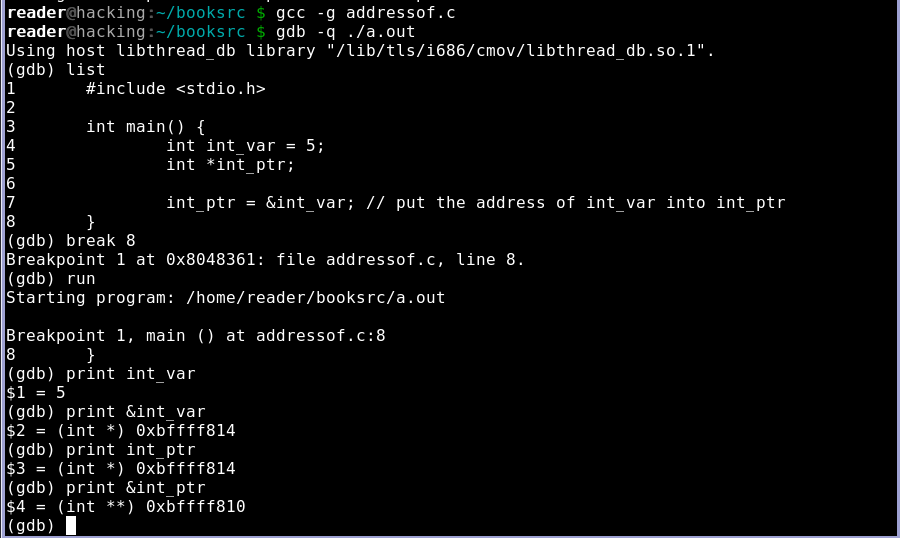 reader@hacking:~/booksrc $ gcc -g addressof.c
reader@hacking:~/booksrc $ gdb -q ./a.out
Using host libthread_db library "/lib/tls/i686/cmov/libthread_db.so.1".
(gdb) list
1       #include <stdio.h>
2
3       int main() {
4               int int_var = 5;
5               int *int_ptr;
6
7               int_ptr = &int_var; // put the address of int_var into int_ptr
8       }
(gdb) break 8
Breakpoint 1 at 0x8048361: file addressof.c, line 8.
(gdb) run
Starting program: /home/reader/booksrc/a.out

Breakpoint 1, main () at addressof.c:8
8       }
(gdb) print int_var
$1 = 5
(gdb) print &int_var
$2 = (int *) 0xbffff814
(gdb) print int_ptr
$3 = (int *) 0xbffff814
(gdb) print &int_ptr
$4 = (int **) 0xbffff810
(gdb)